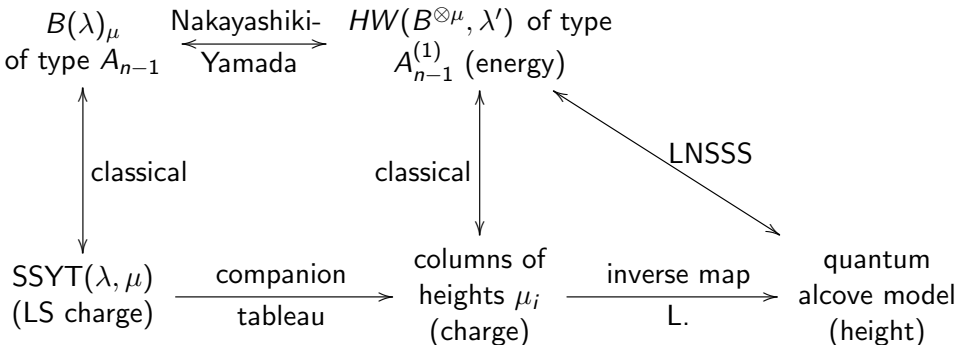 B(λ)_μ
of type A_{n−1}
Nakayashiki-
Yamada
HW(B^{⊗μ}, λ′) of type
A_{n−1}^{(1)} (energy)
classical
classical
LNSSS
SSYT(λ, μ)
(LS charge)
companion
tableau
columns of
heights μ_i
(charge)
inverse map
L.
quantum
alcove model
(height)